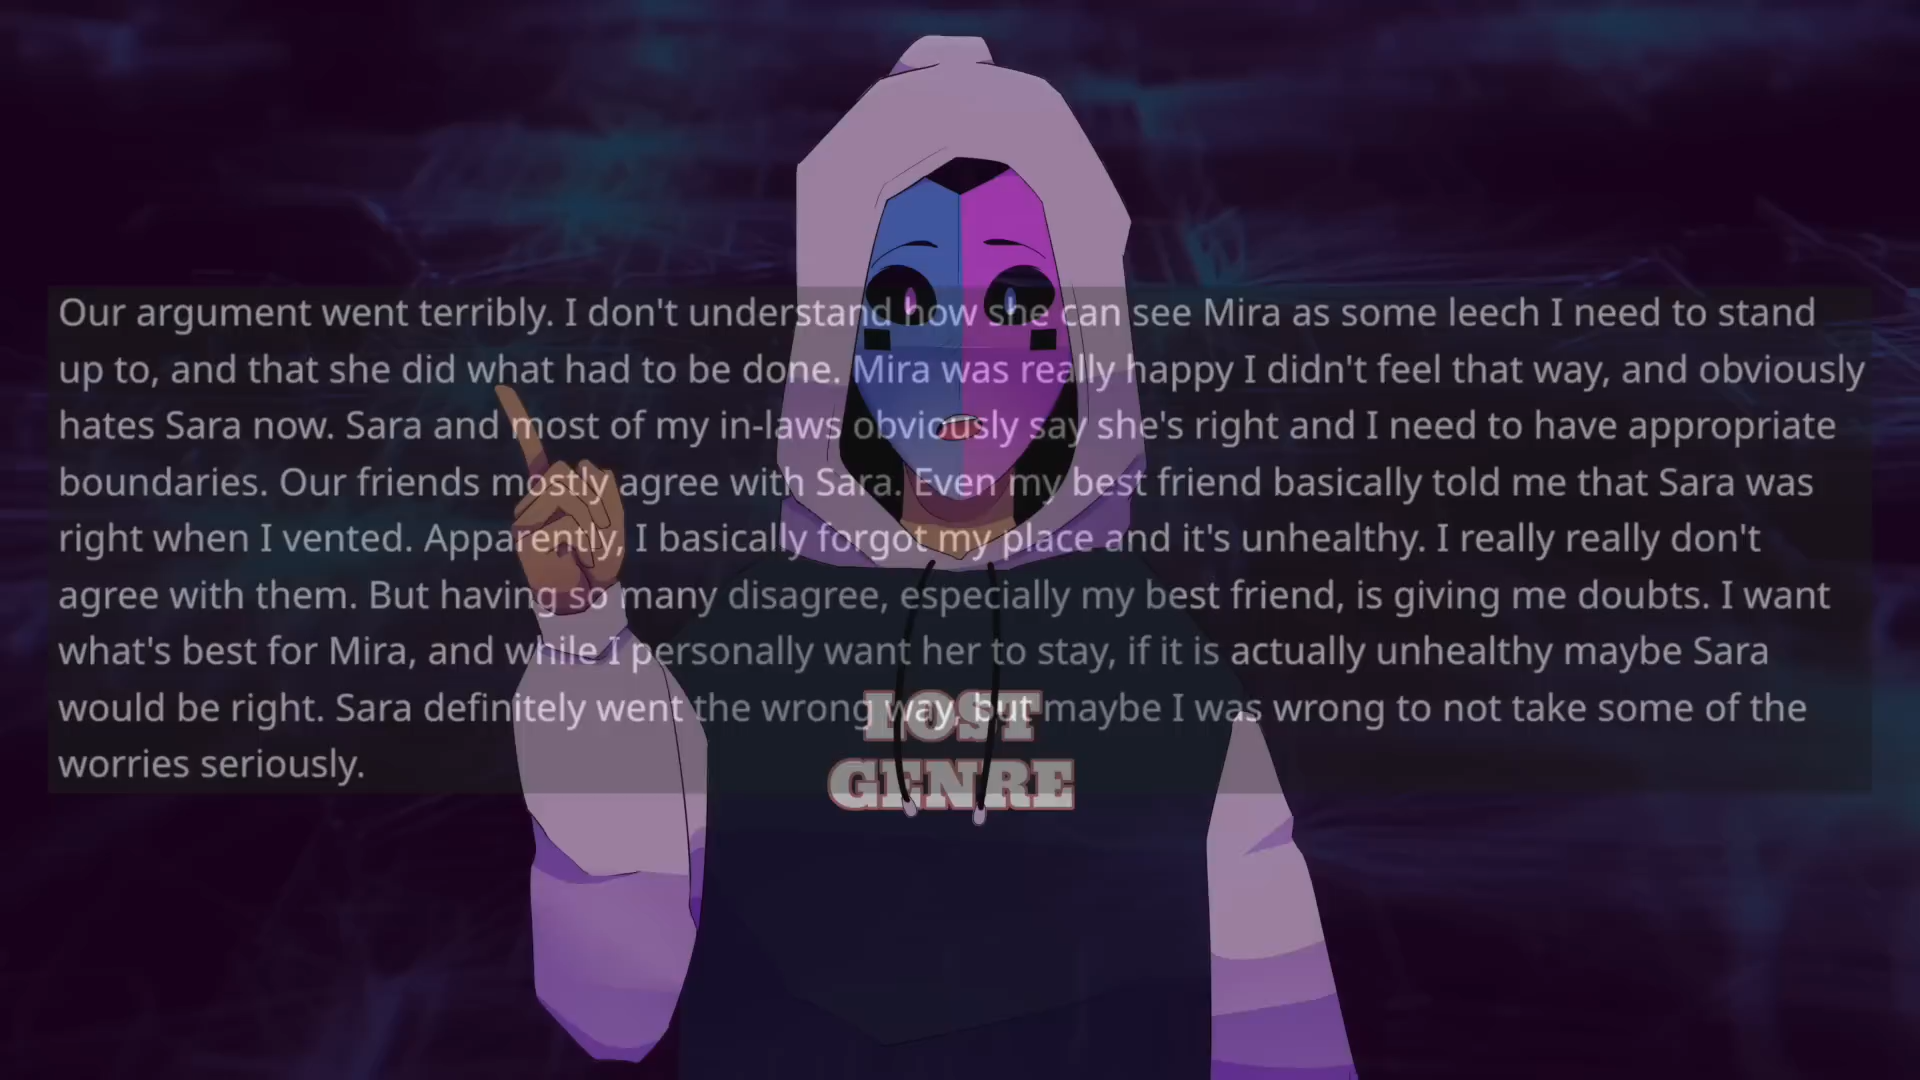 Our argument went terribly. I don't understand how she can see Mira as some leech I need to stand
up to, and that she did what had to be done. Mira was really happy I didn't feel that way, and obviously
hates Sara now. Sara and most of my in-laws obviously say she's right and I need to have appropriate
boundaries. Our friends mostly agree with Sara. Even my best friend basically told me that Sara was
right when I vented. Apparently, I basically forgot my place and it's unhealthy. I really really don't
agree with them. But having so many disagree, especially my best friend, is giving me doubts. I want
what's best for Mira, and while I personally want her to stay, if it is actually unhealthy maybe Sara
would be right. Sara definitely went the wrong way, but maybe I was wrong to not take some of the
worries seriously.
LOST
GENRE